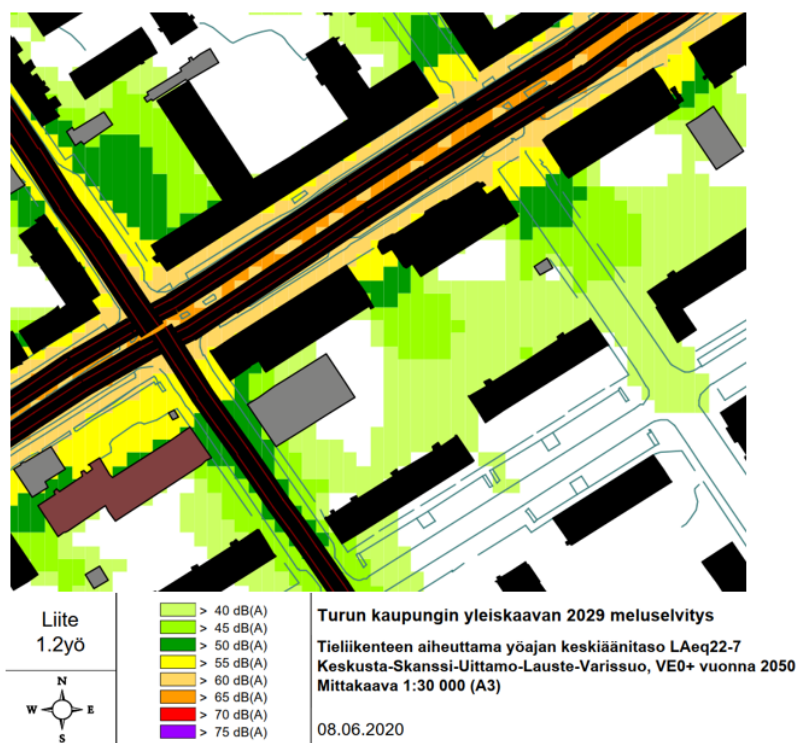 Liite
1.2yö
N
W E
S
> 40 dB(A)
> 45 dB(A)
> 50 dB(A)
> 55 dB(A)
> 60 dB(A)
> 65 dB(A)
> 70 dB(A)
> 75 dB(A)
Turun kaupungin yleiskaavan 2029 meluselvitys
Tieliikenteen aiheuttama yöajan keskiäänitaso LAeq22-7
Keskusta-Skanssi-Uittamo-Lauste-Varissuo, VE0+ vuonna 2050
Mittakaava 1:30 000 (A3)
08.06.2020